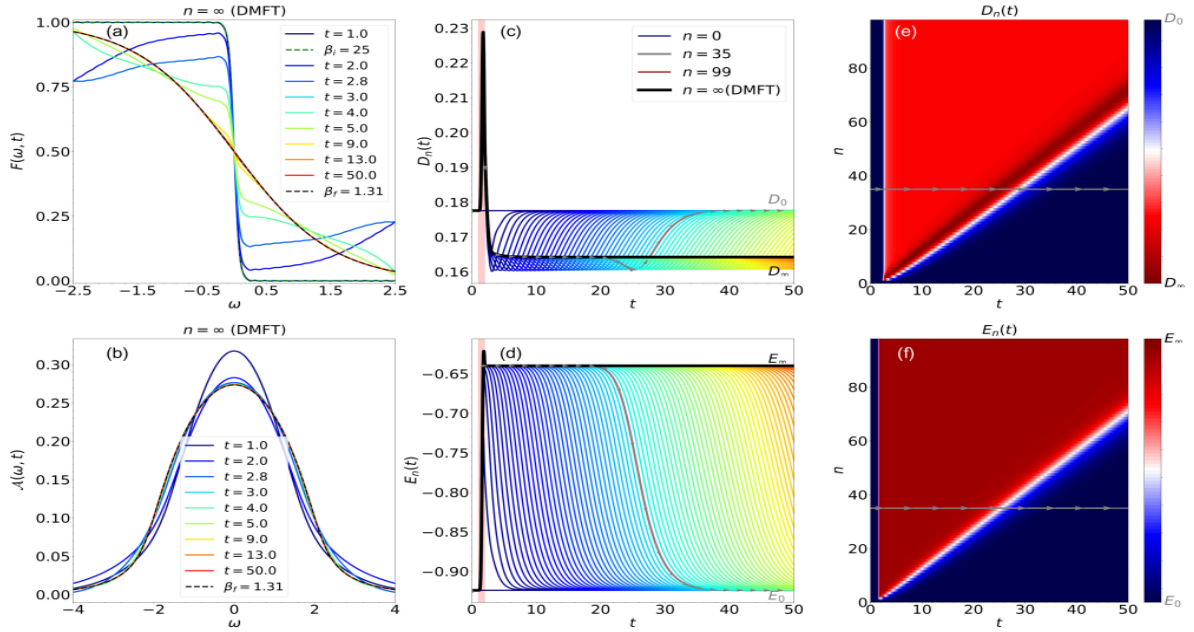 n = ∞ (DMFT)
(a)
F(ω, t)
1.00
0.75
0.50
0.25
0.00
−2.5
−1.5
−0.5
0.5
1.5
2.5
ω
t = 1.0
βi = 25
t = 2.0
t = 2.8
t = 3.0
t = 4.0
t = 5.0
t = 9.0
t = 13.0
t = 50.0
βf = 1.31
(c)
Dn(t)
0.23
0.22
0.21
0.20
0.19
0.18
0.17
0.16
0
10
20
30
40
50
t
n = 0
n = 35
n = 99
n = ∞(DMFT)
D0
D∞
Dn(t)
(e)
n
80
60
40
20
0
0
10
20
30
40
50
t
D0
D∞
n = ∞ (DMFT)
(b)
𝒜(ω, t)
0.30
0.25
0.20
0.15
0.10
0.05
0.00
−4
−2
0
2
4
ω
t = 1.0
t = 2.0
t = 2.8
t = 3.0
t = 4.0
t = 5.0
t = 9.0
t = 13.0
t = 50.0
βf = 1.31
(d)
En(t)
−0.65
−0.70
−0.75
−0.80
−0.85
−0.90
0
10
20
30
40
50
t
E∞
E0
En(t)
(f)
n
80
60
40
20
0
0
10
20
30
40
50
t
E∞
E0